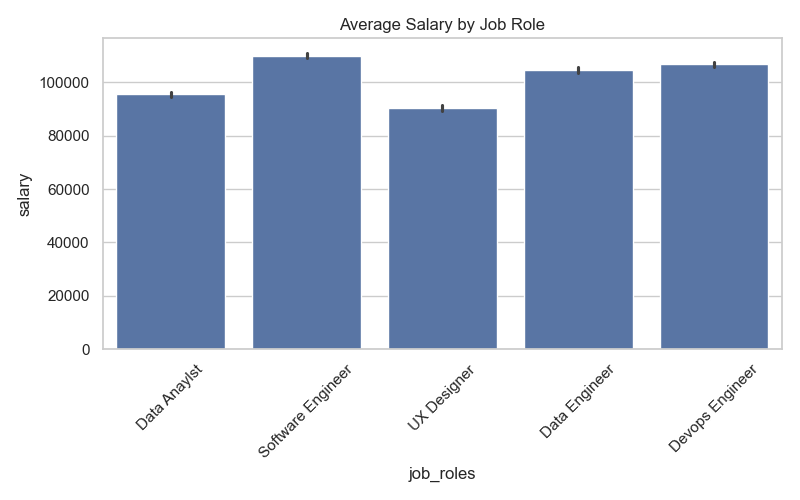 Average Salary by Job Role
salary
100000
80000
60000
40000
20000
0
Data Anaylst
Software Engineer
UX Designer
Data Engineer
Devops Engineer
job_roles